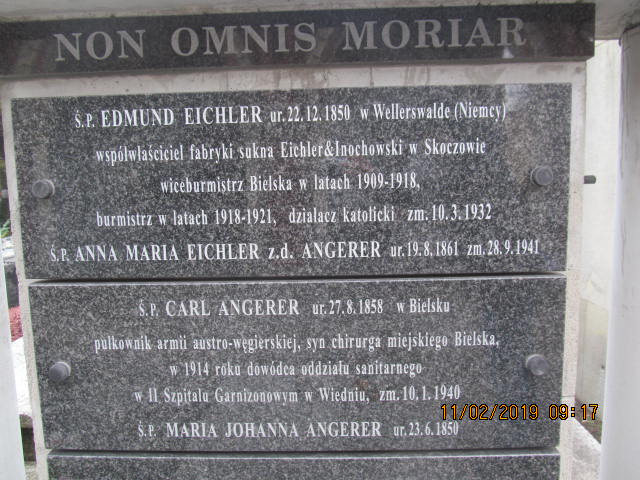 NON OMNIS MORIAR
Ś.P. EDMUND EICHLER ur. 22.12.1850 w Wellerswalde (Niemcy)
współwłaściciel fabryki sukna Eichler&Inochowski w Skoczowie
wiceburmistrz Bielska w latach 1909-1918,
burmistrz w latach 1918-1921, działacz katolicki zm. 10.3.1932
Ś.P. ANNA MARIA EICHLER z.d. ANGERER ur. 19.8.1861 zm. 28.9.1941
Ś.P. CARL ANGERER ur. 27.8.1858 w Bielsku
pułkownik armii austro-węgierskiej, syn chirurga miejskiego Bielska,
w 1914 roku dowódca oddziału sanitarnego
w II Szpitalu Garnizonowym w Wiedniu, zm. 10.1.1940
Ś.P. MARIA JOHANNA ANGERER ur. 23.6.1850
11/02/2019 09:17